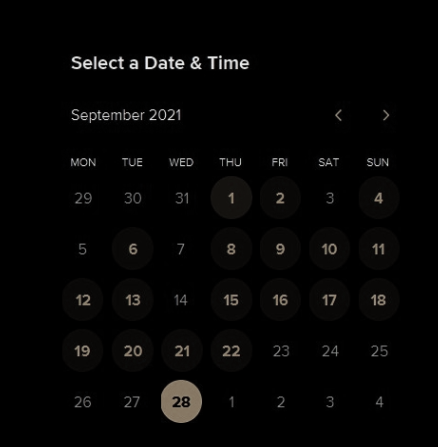 Select a Date & Time
September 2021
MON TUE WED THU FRI SAT SUN
29 30 31 1 2 3 4
5 6 7 8 9 10 11
12 13 14 15 16 17 18
19 20 21 22 23 24 25
26 27 28 1 2 3 4